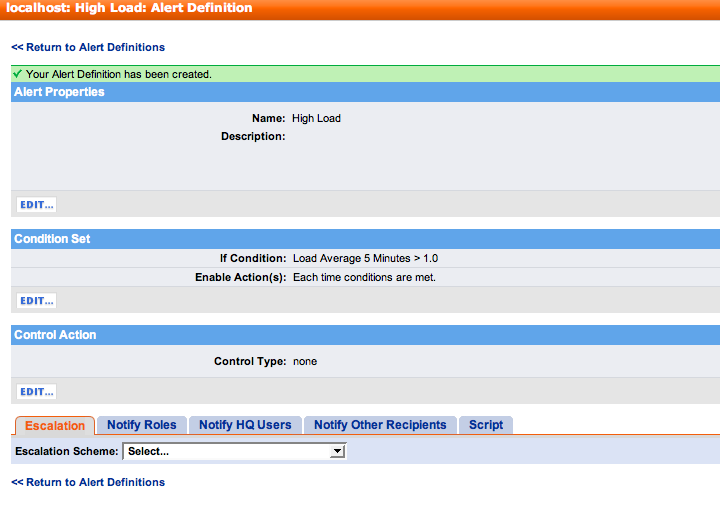 localhost: High Load: Alert Definition
<< Return to Alert Definitions
Your Alert Definition has been created.
Alert Properties
Name: High Load
Description:
EDIT...
Condition Set
If Condition: Load Average 5 Minutes > 1.0
Enable Action(s): Each time conditions are met.
EDIT...
Control Action
Control Type: none
EDIT...
Escalation Notify Roles Notify HQ Users Notify Other Recipients Script
Escalation Scheme: Select...
<< Return to Alert Definitions